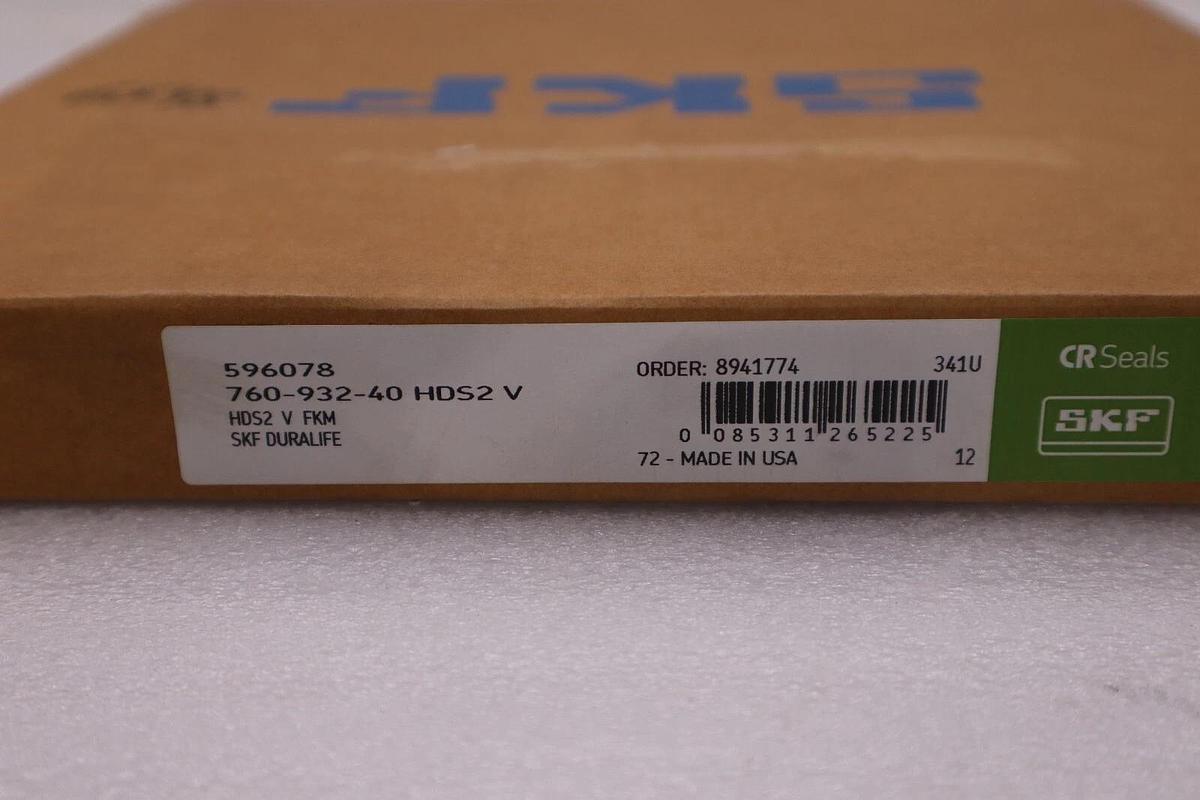 SKF
596078
760-932-40 HDS2 V
HDS2 V FKM
SKF DURALIFE
ORDER: 8941774 341U
0 085311 265225
72 - MADE IN USA 12
CR Seals
SKF